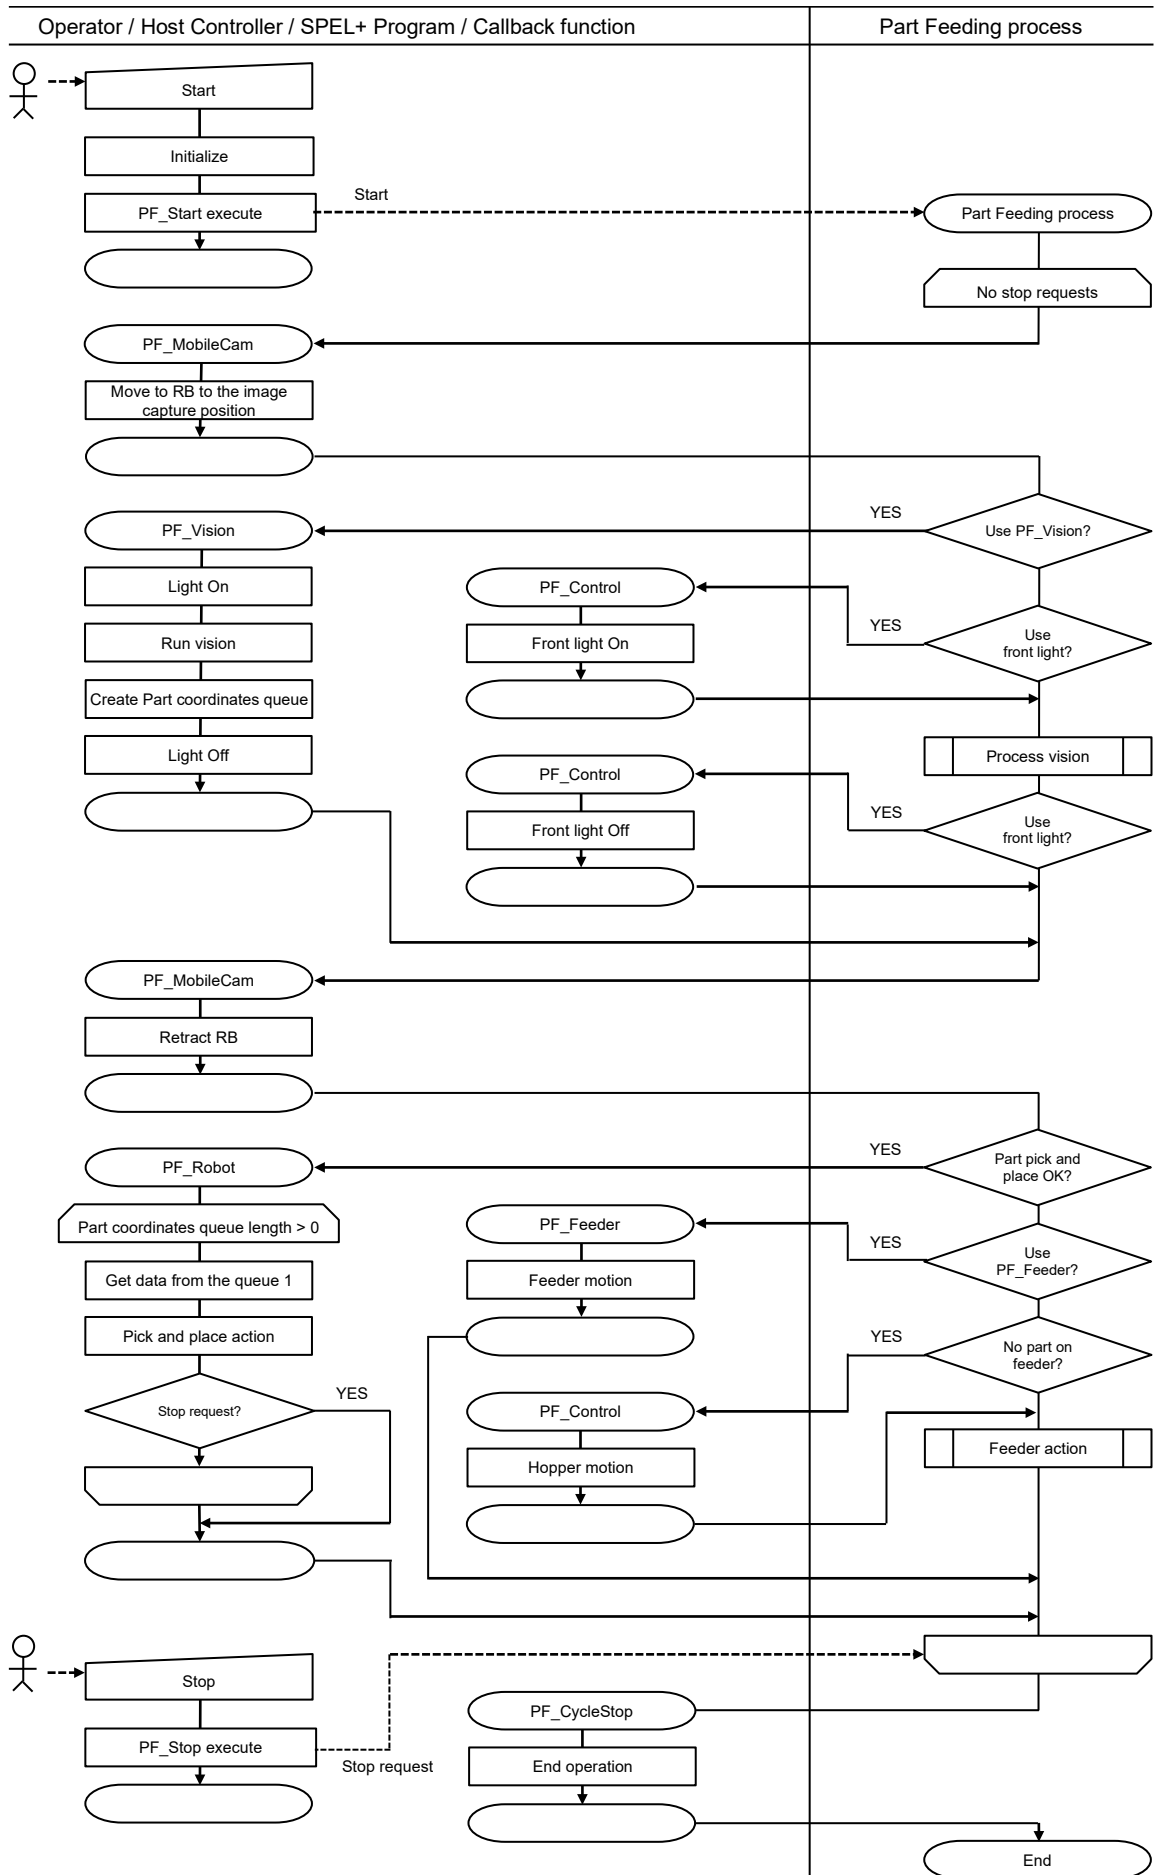 Operator / Host Controller / SPEL+ Program / Callback function
Part Feeding process
Start
Initialize
PF_Start execute
Start
Part Feeding process
No stop requests
PF_MobileCam
Move to RB to the image
capture position
PF_Vision
YES
Use PF_Vision?
Light On
PF_Control
YES
Use
front light?
Run vision
Front light On
Create Part coordinates queue
Light Off
Process vision
PF_Control
YES
Use
front light?
Front light Off
PF_MobileCam
Retract RB
PF_Robot
YES
Part pick and
place OK?
Part coordinates queue length > 0
PF_Feeder
YES
Use
PF_Feeder?
Get data from the queue 1
Feeder motion
Pick and place action
YES
No part on
feeder?
Stop request?
YES
PF_Control
Feeder action
Hopper motion
Stop
PF_CycleStop
PF_Stop execute
Stop request
End operation
End